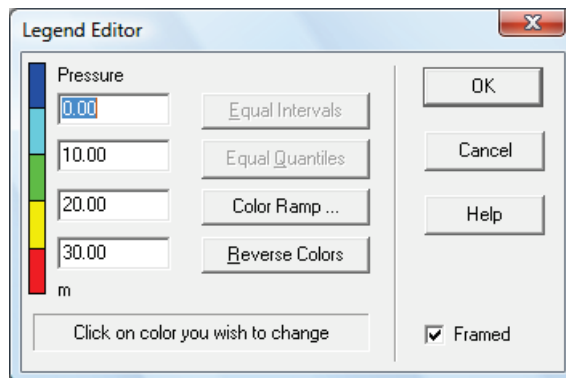 Legend Editor
Pressure
0.00
10.00
20.00
30.00
m
Equal Intervals
Equal Quantiles
Color Ramp ...
Reverse Colors
Click on color you wish to change
OK
Cancel
Help
Framed